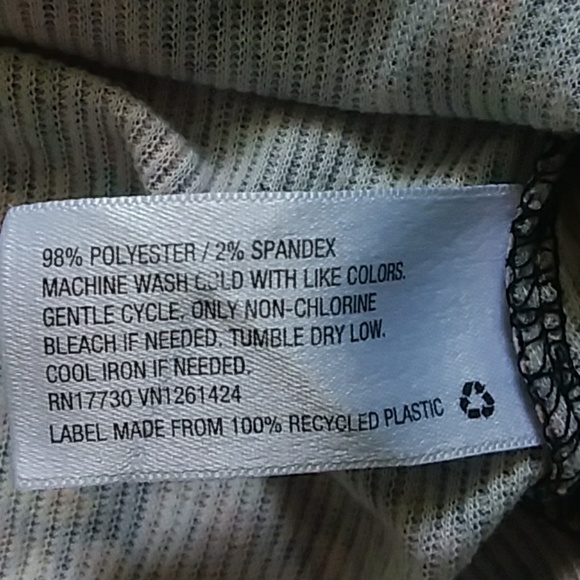 98% POLYESTER / 2% SPANDEX
MACHINE WASH COLD WITH LIKE COLORS.
GENTLE CYCLE. ONLY NON-CHLORINE
BLEACH IF NEEDED. TUMBLE DRY LOW.
COOL IRON IF NEEDED.
RN17730 VN1261424
LABEL MADE FROM 100% RECYCLED PLASTIC